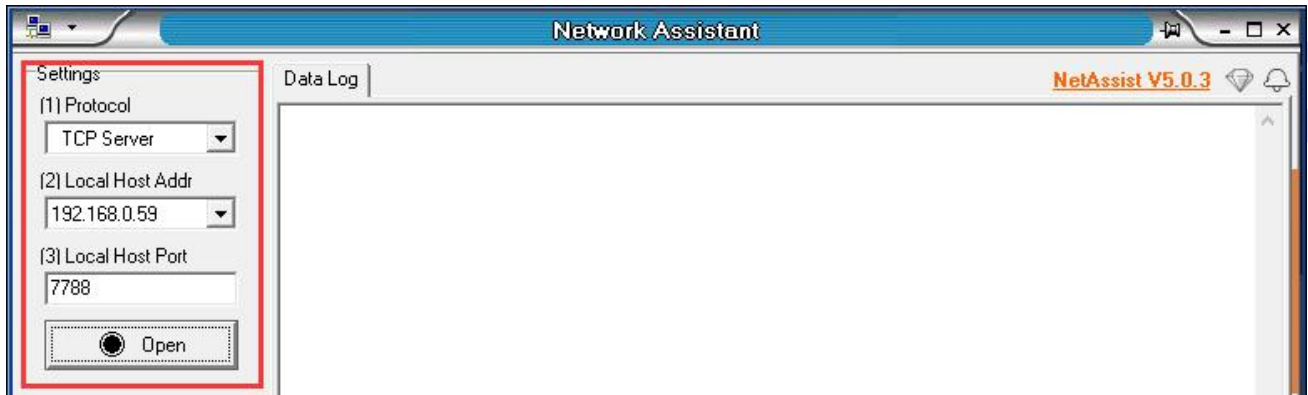 Network Assistant
Settings
(1) Protocol
TCP Server
(2) Local Host Addr
192.168.0.59
(3) Local Host Port
7788
Open
Data Log
NetAssist V5.0.3